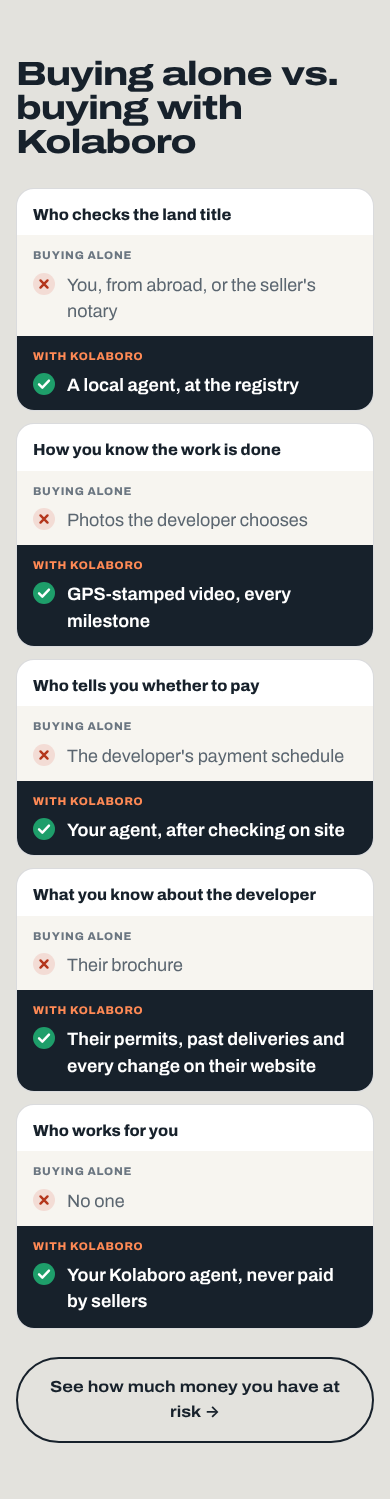 Buying alone vs.
buying with
Kolaboro
Who checks the land title
BUYING ALONE
You, from abroad, or the seller's
notary
WITH KOLABORO
A local agent, at the registry
How you know the work is done
BUYING ALONE
Photos the developer chooses
WITH KOLABORO
GPS-stamped video, every
milestone
Who tells you whether to pay
BUYING ALONE
The developer's payment schedule
WITH KOLABORO
Your agent, after checking on site
What you know about the developer
BUYING ALONE
Their brochure
WITH KOLABORO
Their permits, past deliveries and
every change on their website
Who works for you
BUYING ALONE
No one
WITH KOLABORO
Your Kolaboro agent, never paid
by sellers
See how much money you have at
risk →